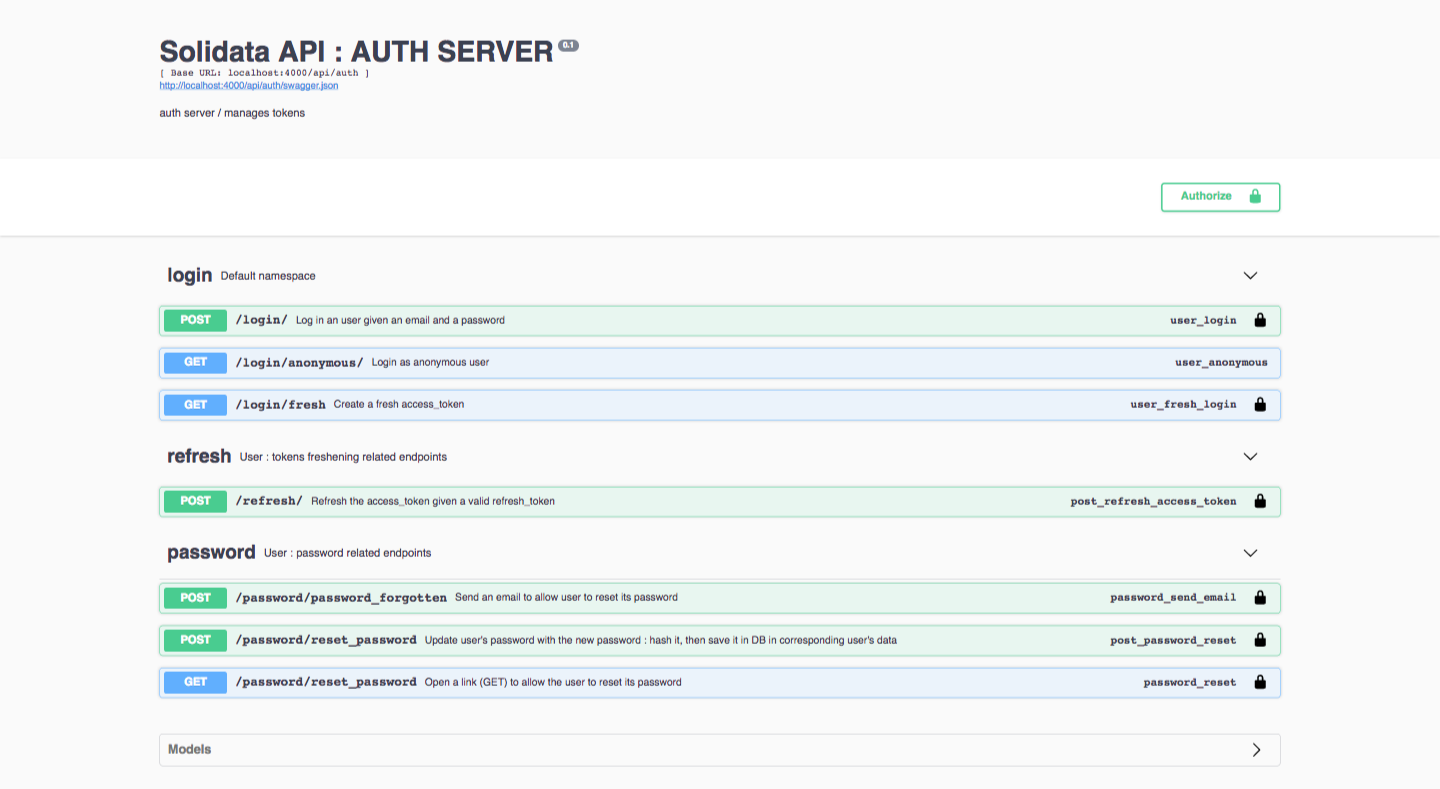 Solidata API : AUTH SERVER 0.1
[ Base URL: localhost:4000/api/auth ]
http://localhost:4000/api/auth/swagger.json
auth server / manages tokens
Authorize
login Default namespace
POST /login/ Log in an user given an email and a password user_login
GET /login/anonymous/ Login as anonymous user user_anonymous
GET /login/fresh Create a fresh access_token user_fresh_login
refresh User : tokens freshening related endpoints
POST /refresh/ Refresh the access_token given a valid refresh_token post_refresh_access_token
password User : password related endpoints
POST /password/password_forgotten Send an email to allow user to reset its password password_send_email
POST /password/reset_password Update user's password with the new password : hash it, then save it in DB in corresponding user's data post_password_reset
GET /password/reset_password Open a link (GET) to allow the user to reset its password password_reset
Models